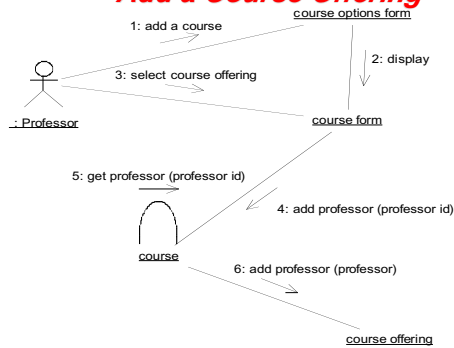 Add a Course Offering
course options form
1: add a course
2: display
3: select course offering
: Professor
course form
5: get professor (professor id)
4: add professor (professor id)
course
6: add professor (professor)
course offering